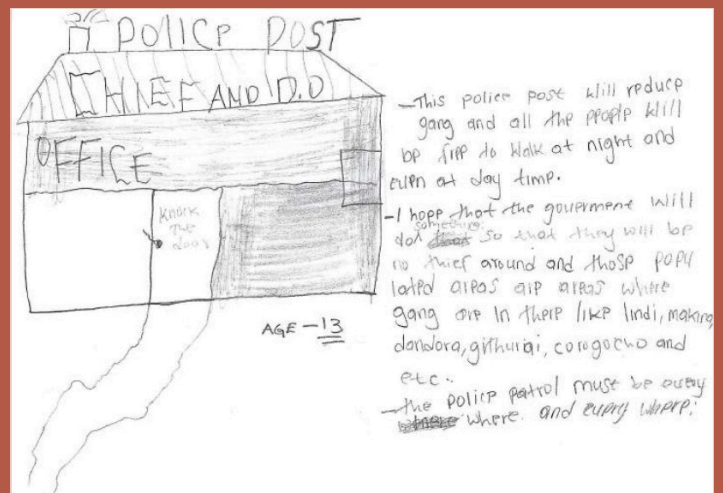 POLICE POST
CHIEF AND D.O
OFFICE
Knock
The
door
AGE - 13
- This police post will reduce
gang and all the people will
be free to walk at night and
even at day time.
- I hope that the government will
do something so that they will be
no thief around and those popu
lated areas are areas where
gang are in there like lindi, making,
dandora, githuriai, corogocho and
etc..
- the police patrol must be every
where. and every where.